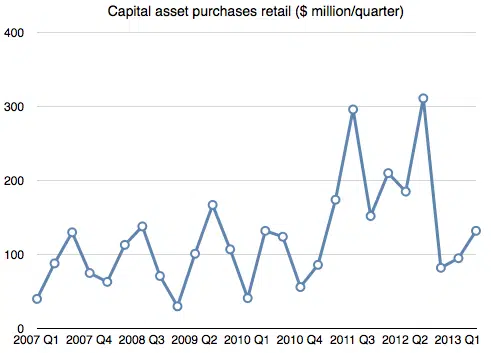 Capital asset purchases retail ($ million/quarter)
400
300
200
100
0
2007 Q1 2007 Q4 2008 Q3 2009 Q2 2010 Q1 2010 Q4 2011 Q3 2012 Q2 2013 Q1